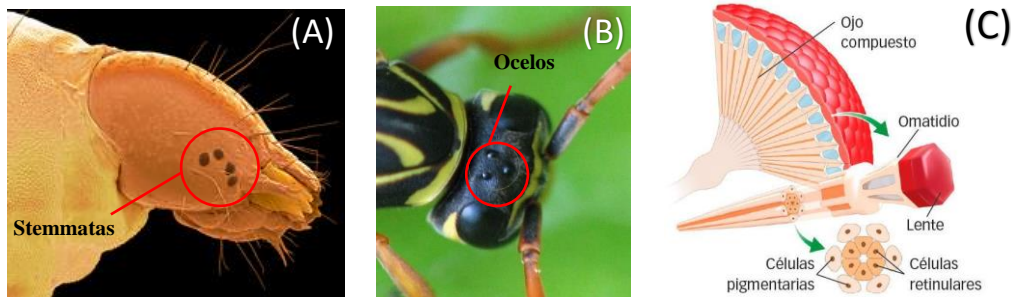 (A)
Stemmatas
(B)
Ocelos
(C)
Ojo
compuesto
Omatidio
Lente
Células
pigmentarias
Células
retinulares